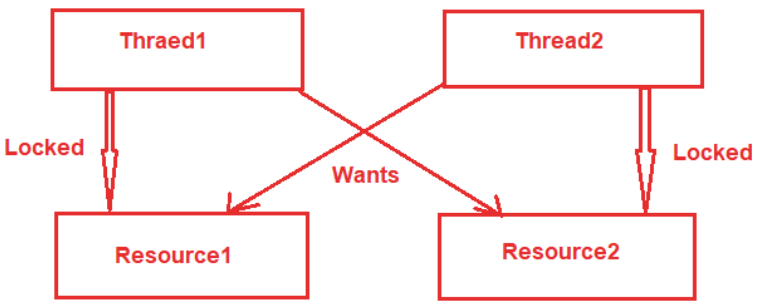 Thraed1
Thread2
Locked
Locked
Wants
Resource1
Resource2